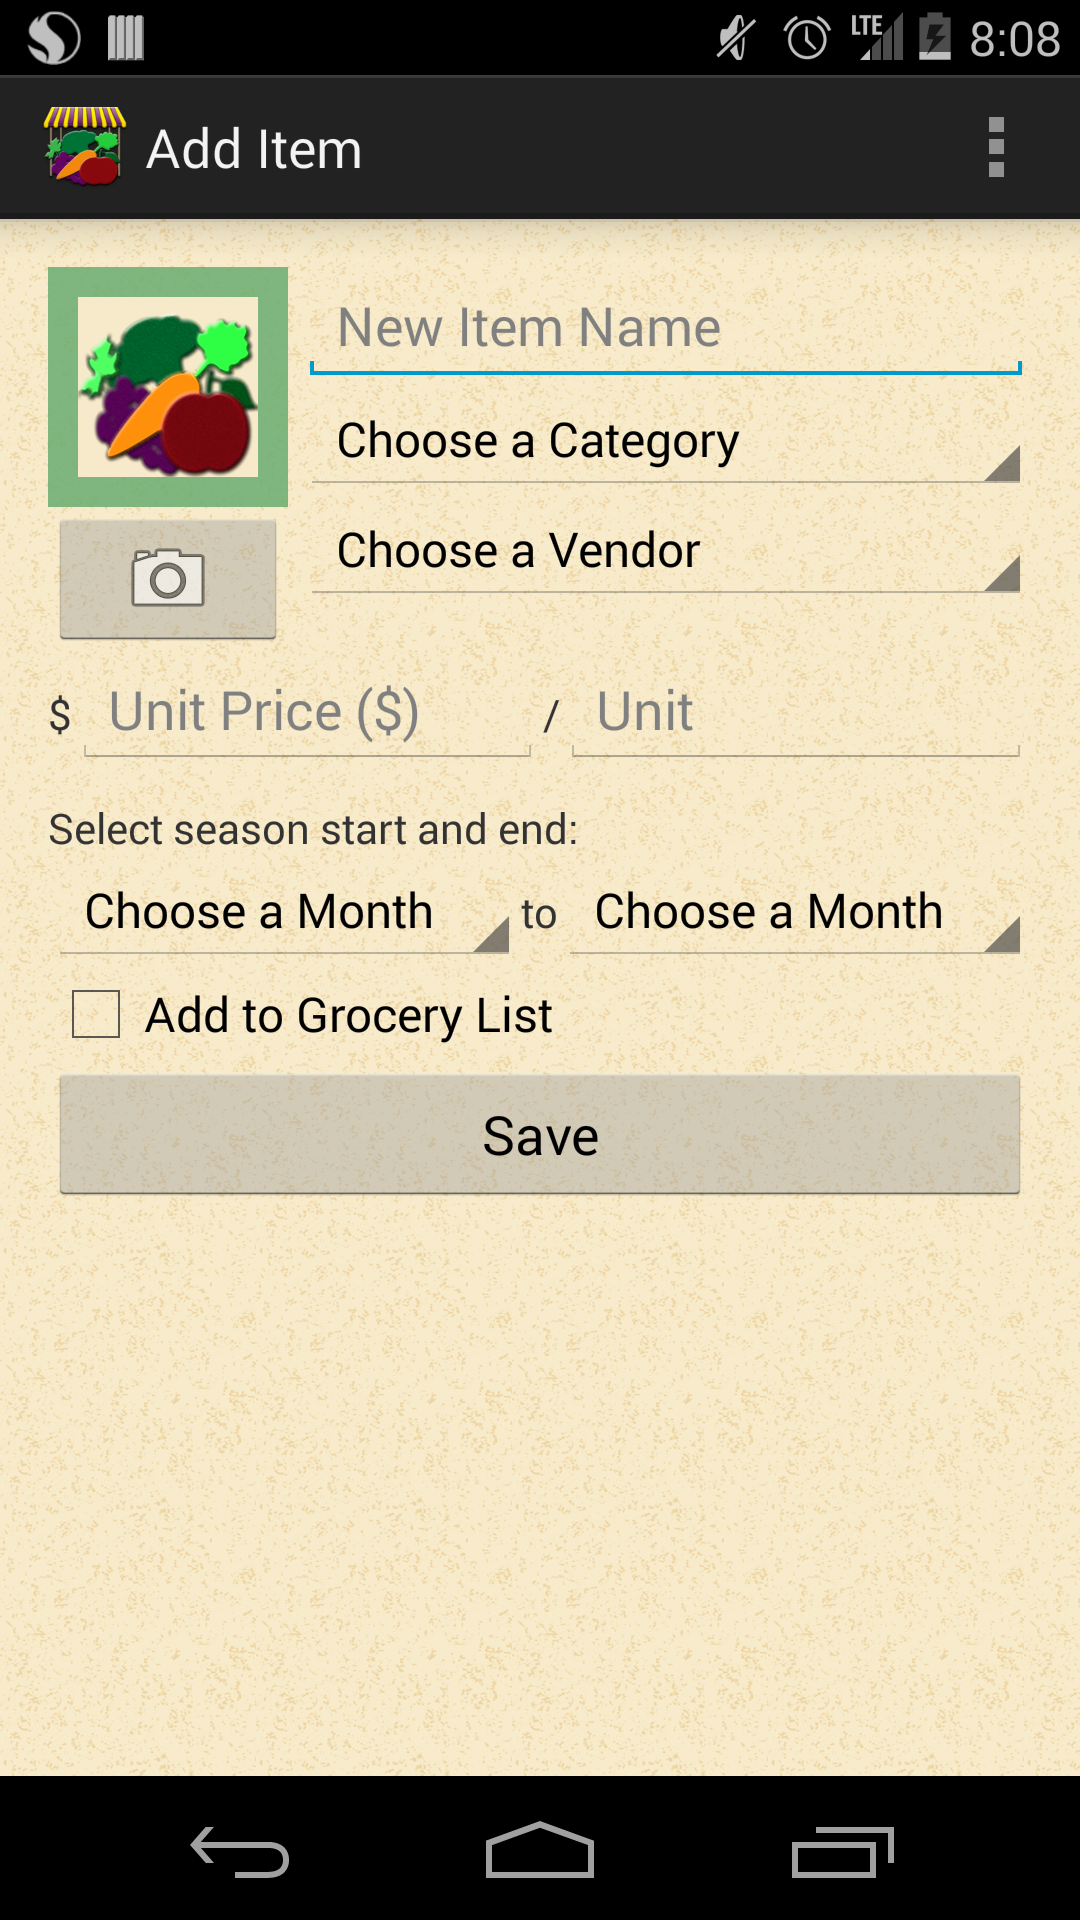 LTE 8:08
Add Item
New Item Name
Choose a Category
Choose a Vendor
$ Unit Price ($) / Unit
Select season start and end:
Choose a Month to Choose a Month
Add to Grocery List
Save